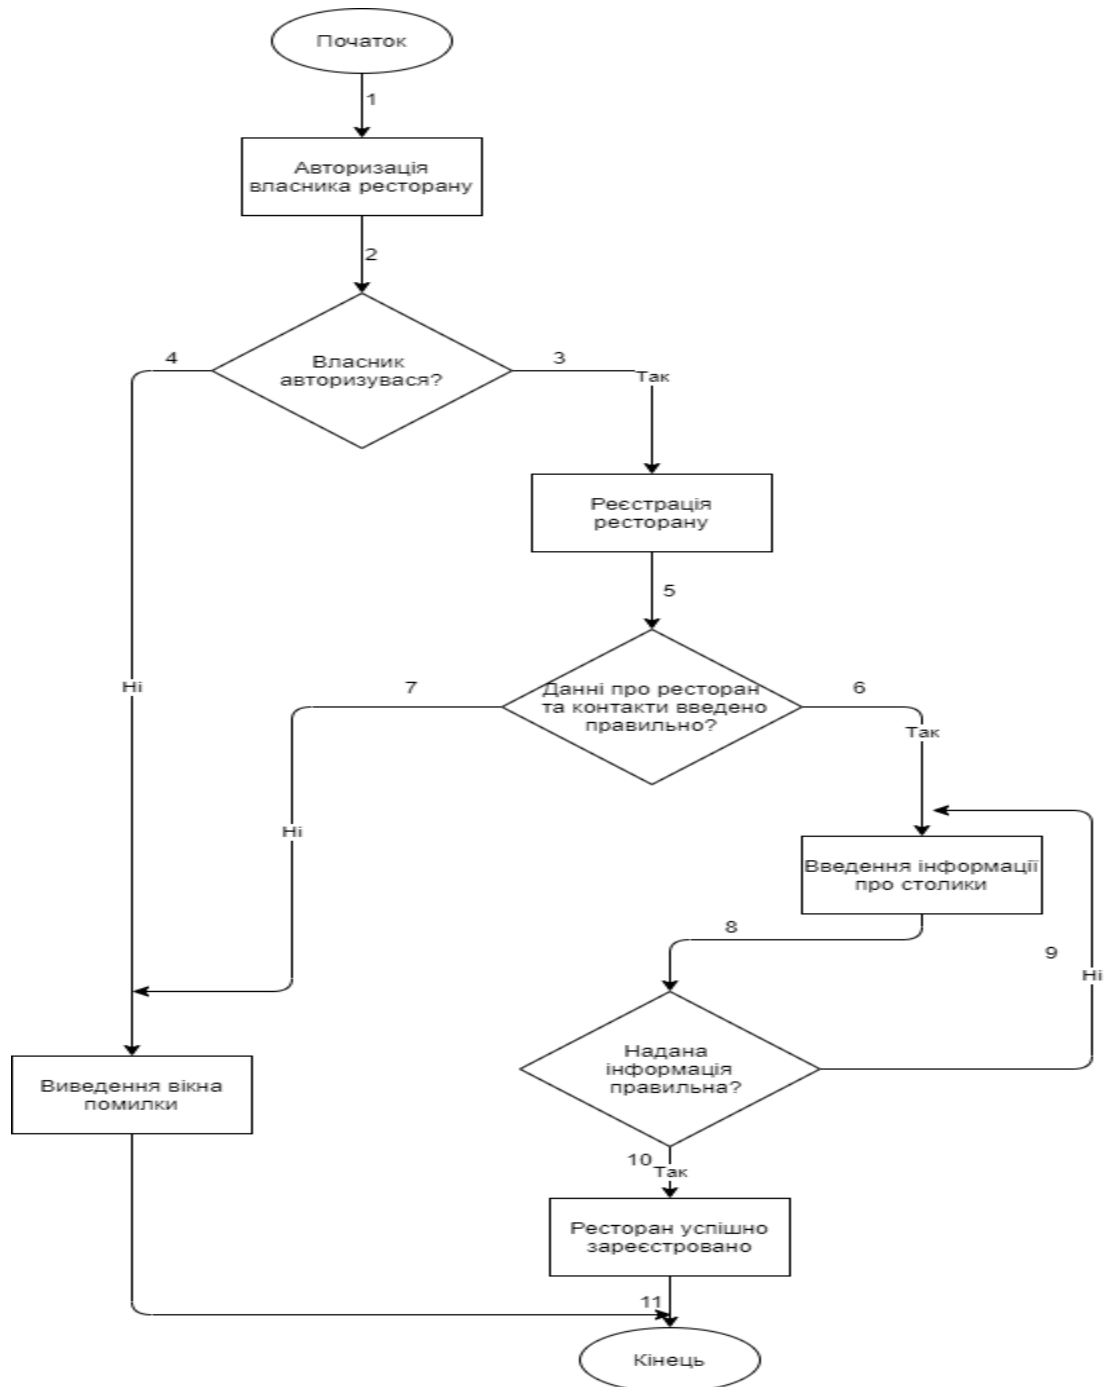 Початок
1
Авторизація
власника ресторану
2
4
Власник
авторизувася?
3
Так
Реєстрація
ресторану
5
Ні
7
Данні про ресторан
та контакти введено
правильно?
6
Так
Ні
Введення інформації
про столики
8
9
Ні
Надана
інформація
правильна?
Виведення вікна
помилки
10
Так
Ресторан успішно
зареєстровано
11
Кінець